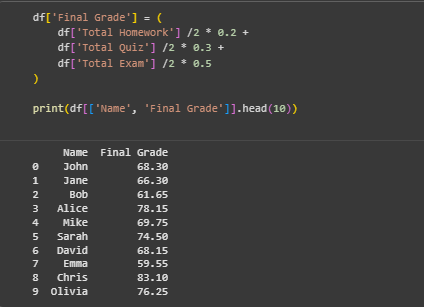 df['Final Grade'] = (
    df['Total Homework'] /2 * 0.2 +
    df['Total Quiz'] /2 * 0.3 +
    df['Total Exam'] /2 * 0.5
)
print(df[['Name', 'Final Grade']].head(10))
Name Final Grade
0 John 68.30
1 Jane 66.30
2 Bob 61.65
3 Alice 78.15
4 Mike 69.75
5 Sarah 74.50
6 David 68.15
7 Emma 59.55
8 Chris 83.10
9 Olivia 76.25